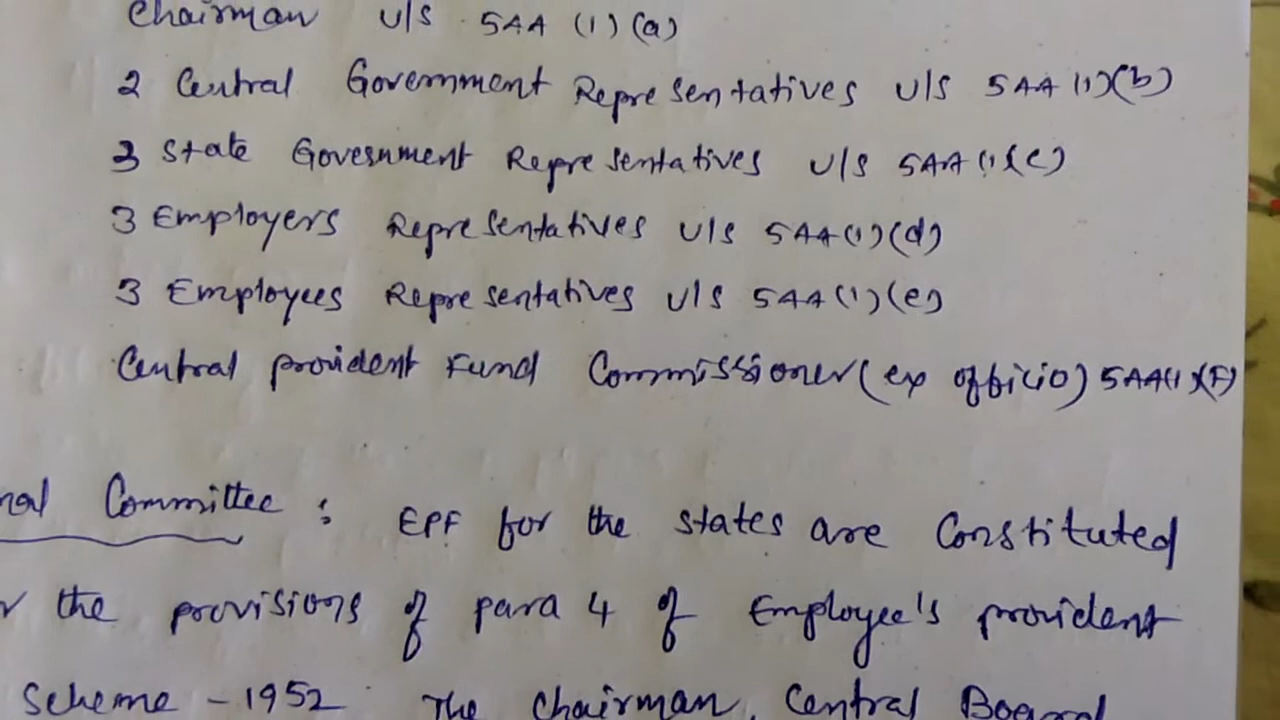 Chairman u/s 5AA (1) (a)
2 Central Government Representatives u/s 5AA (1)(b)
3 State Government Representatives u/s 5AA (1)(c)
3 Employers Representatives u/s 5AA(1)(d)
3 Employees Representatives u/s 5AA (1)(e)
Central provident Fund Commissioner (ex officio) 5AA(1)(F)
nal Committee : EPF for the states are Constituted
r the provisions of para 4 of Employee's provident
Scheme - 1952. The Chairman, Central Board